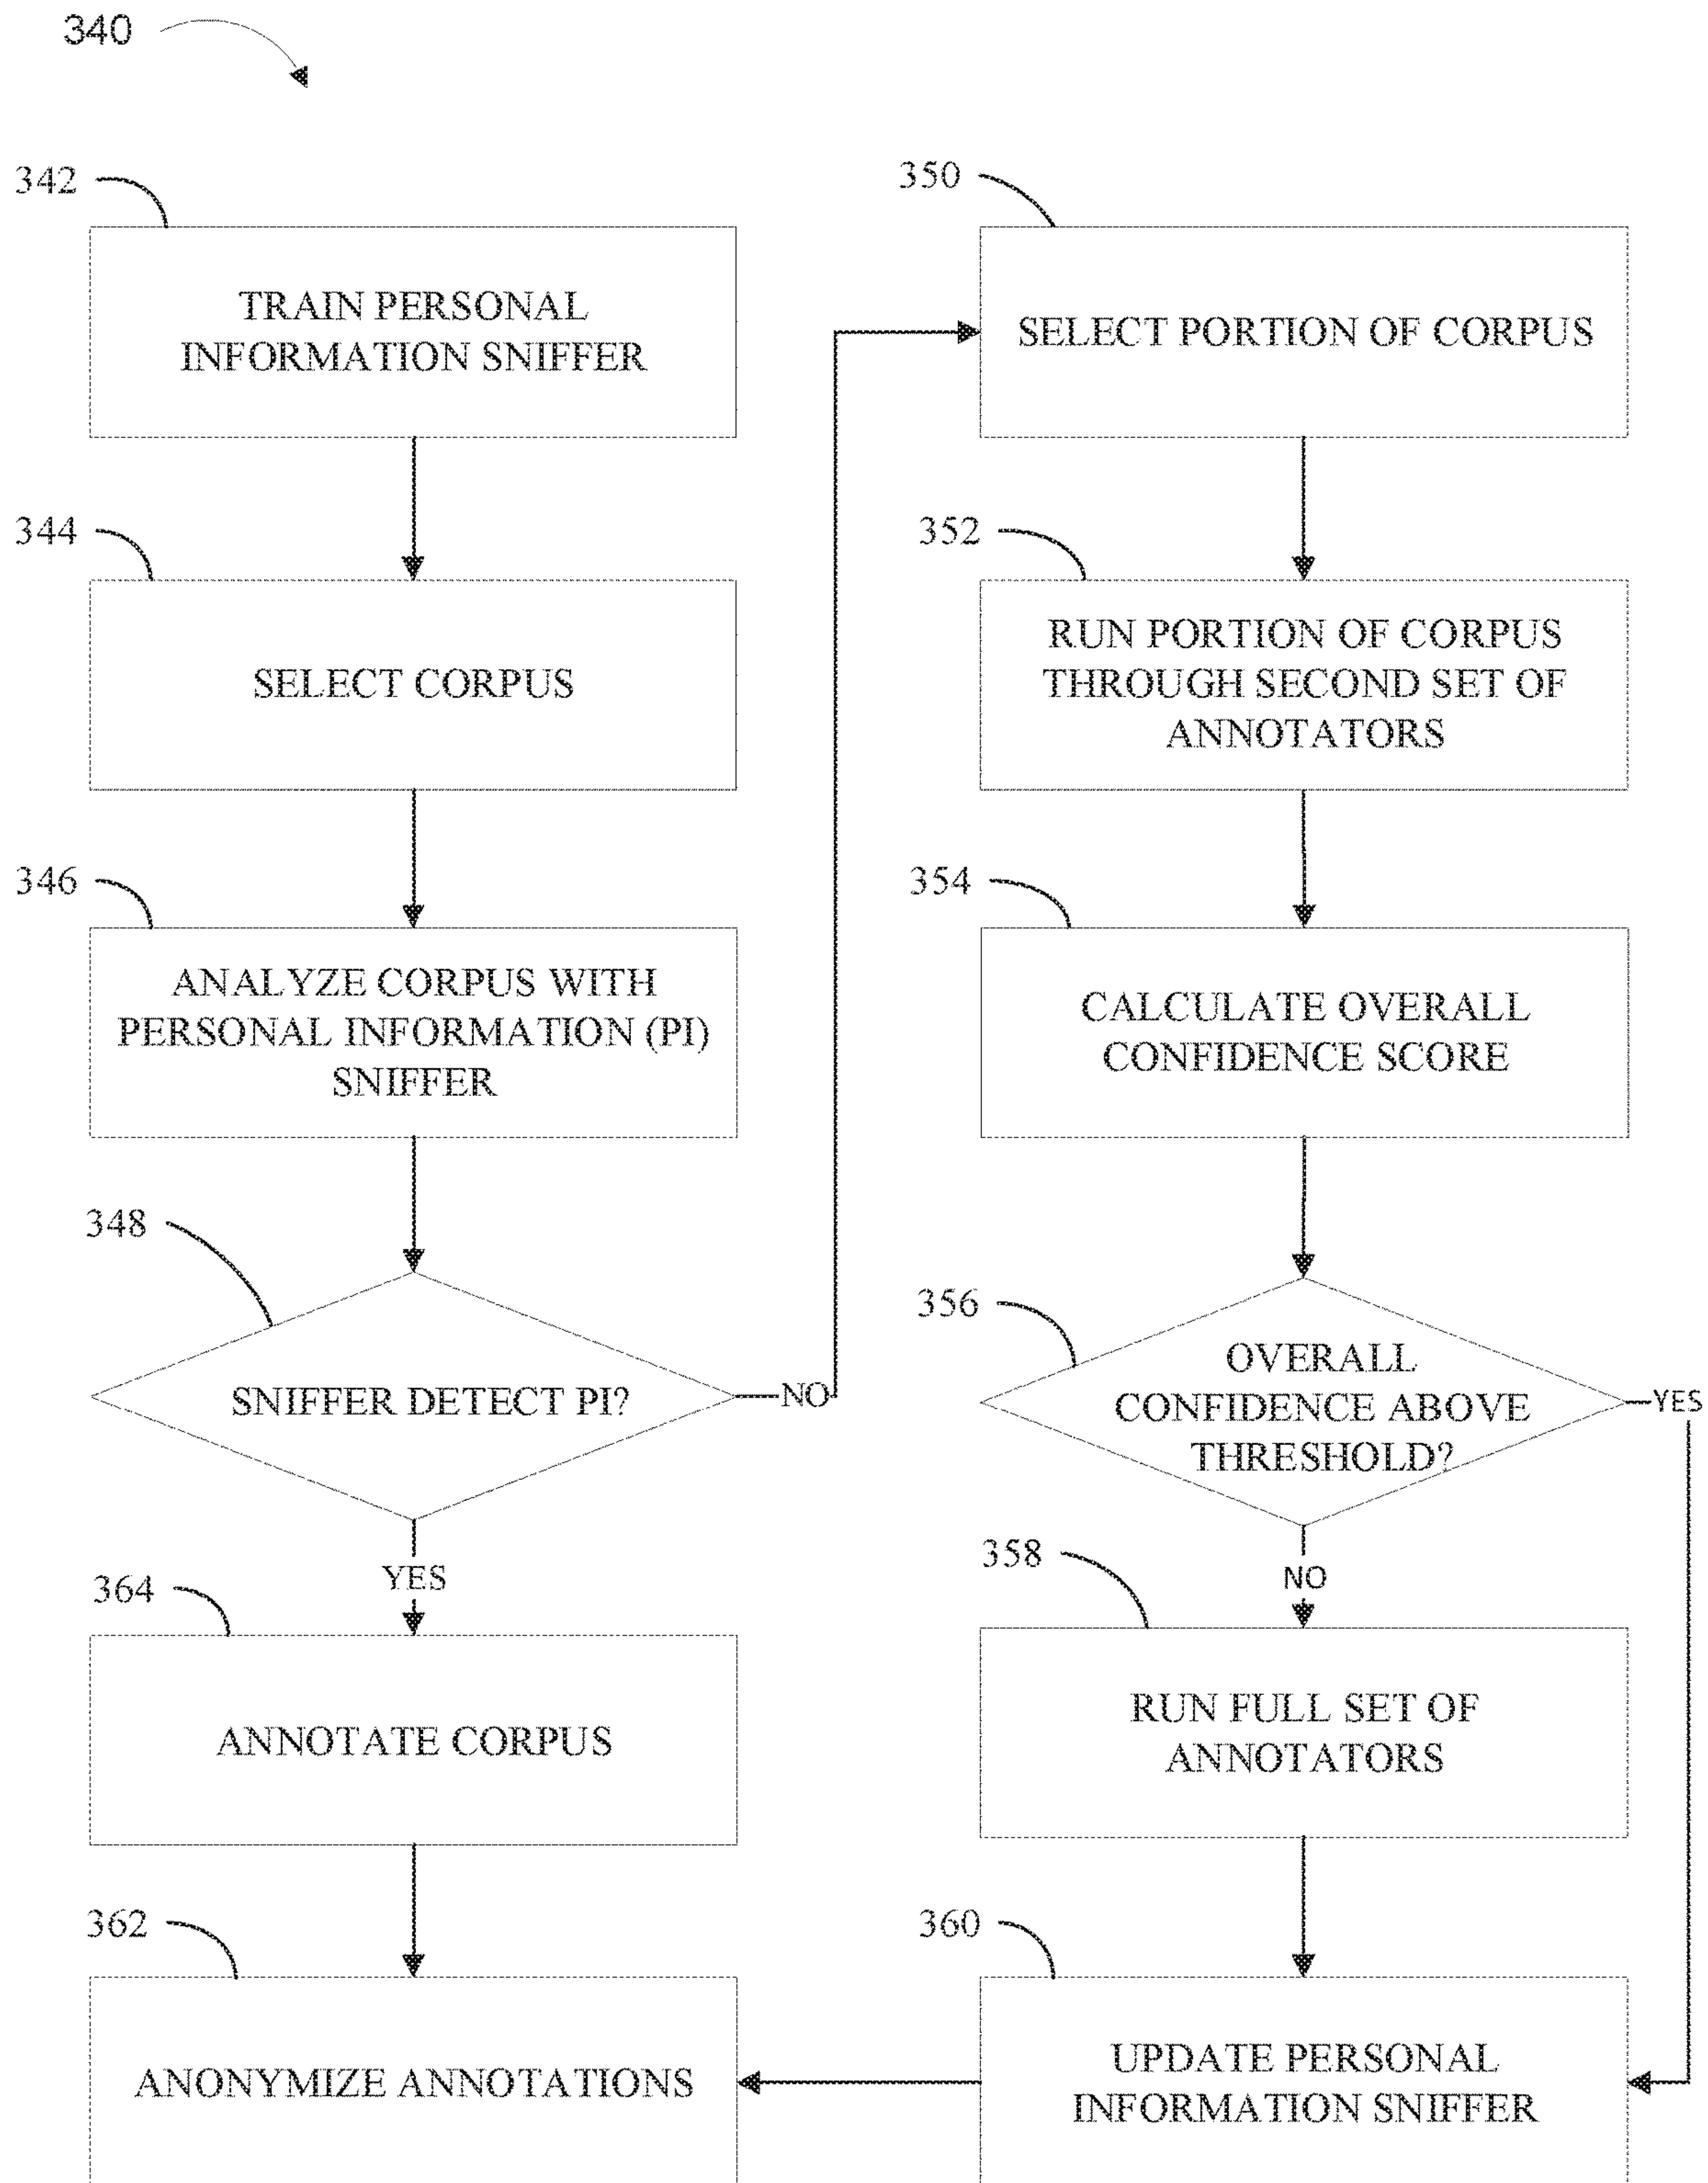 340
342
TRAIN PERSONAL
INFORMATION SNIFFER
344
SELECT CORPUS
346
ANALYZE CORPUS WITH
PERSONAL INFORMATION (PI)
SNIFFER
348
SNIFFER DETECT PI?
NO
YES
364
ANNOTATE CORPUS
362
ANONYMIZE ANNOTATIONS
350
SELECT PORTION OF CORPUS
352
RUN PORTION OF CORPUS
THROUGH SECOND SET OF
ANNOTATORS
354
CALCULATE OVERALL
CONFIDENCE SCORE
356
OVERALL
CONFIDENCE ABOVE
THRESHOLD?
YES
NO
358
RUN FULL SET OF
ANNOTATORS
360
UPDATE PERSONAL
INFORMATION SNIFFER